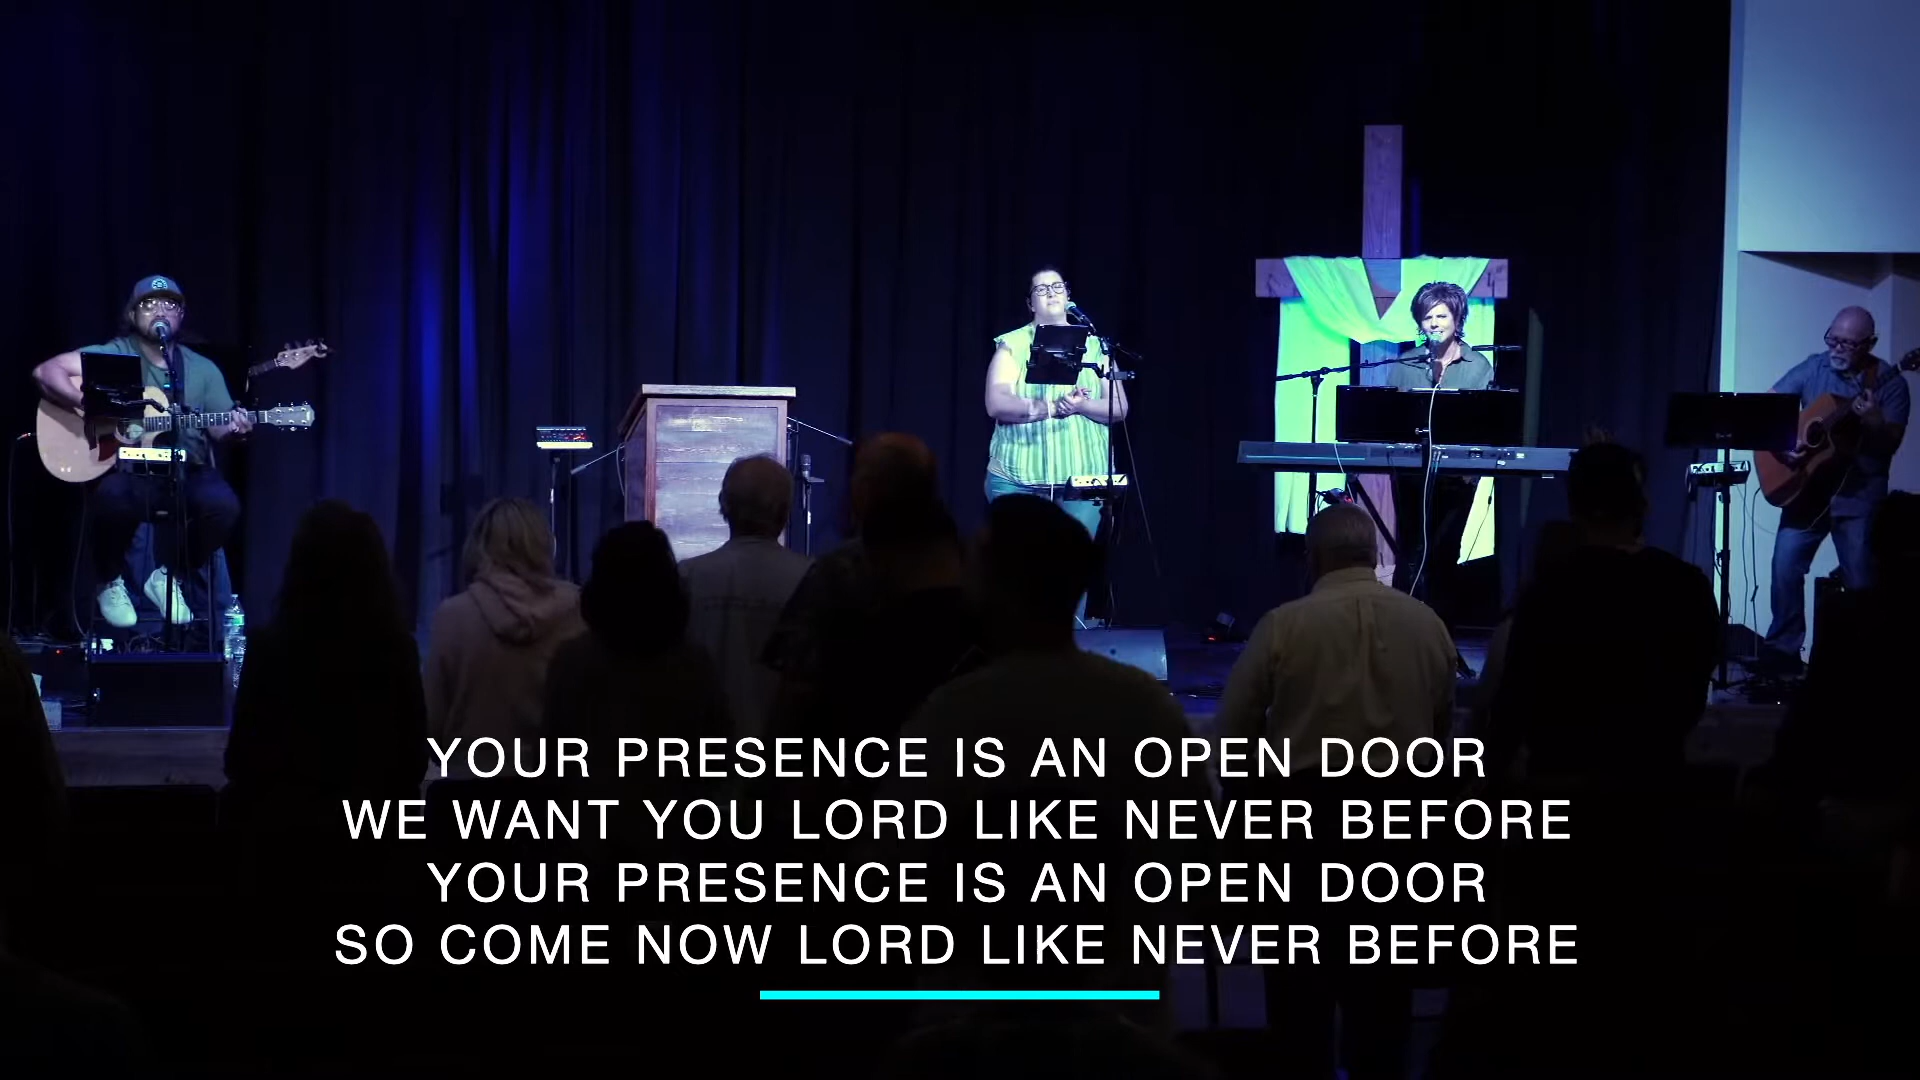 YOUR PRESENCE IS AN OPEN DOOR
WE WANT YOU LORD LIKE NEVER BEFORE
YOUR PRESENCE IS AN OPEN DOOR
SO COME NOW LORD LIKE NEVER BEFORE